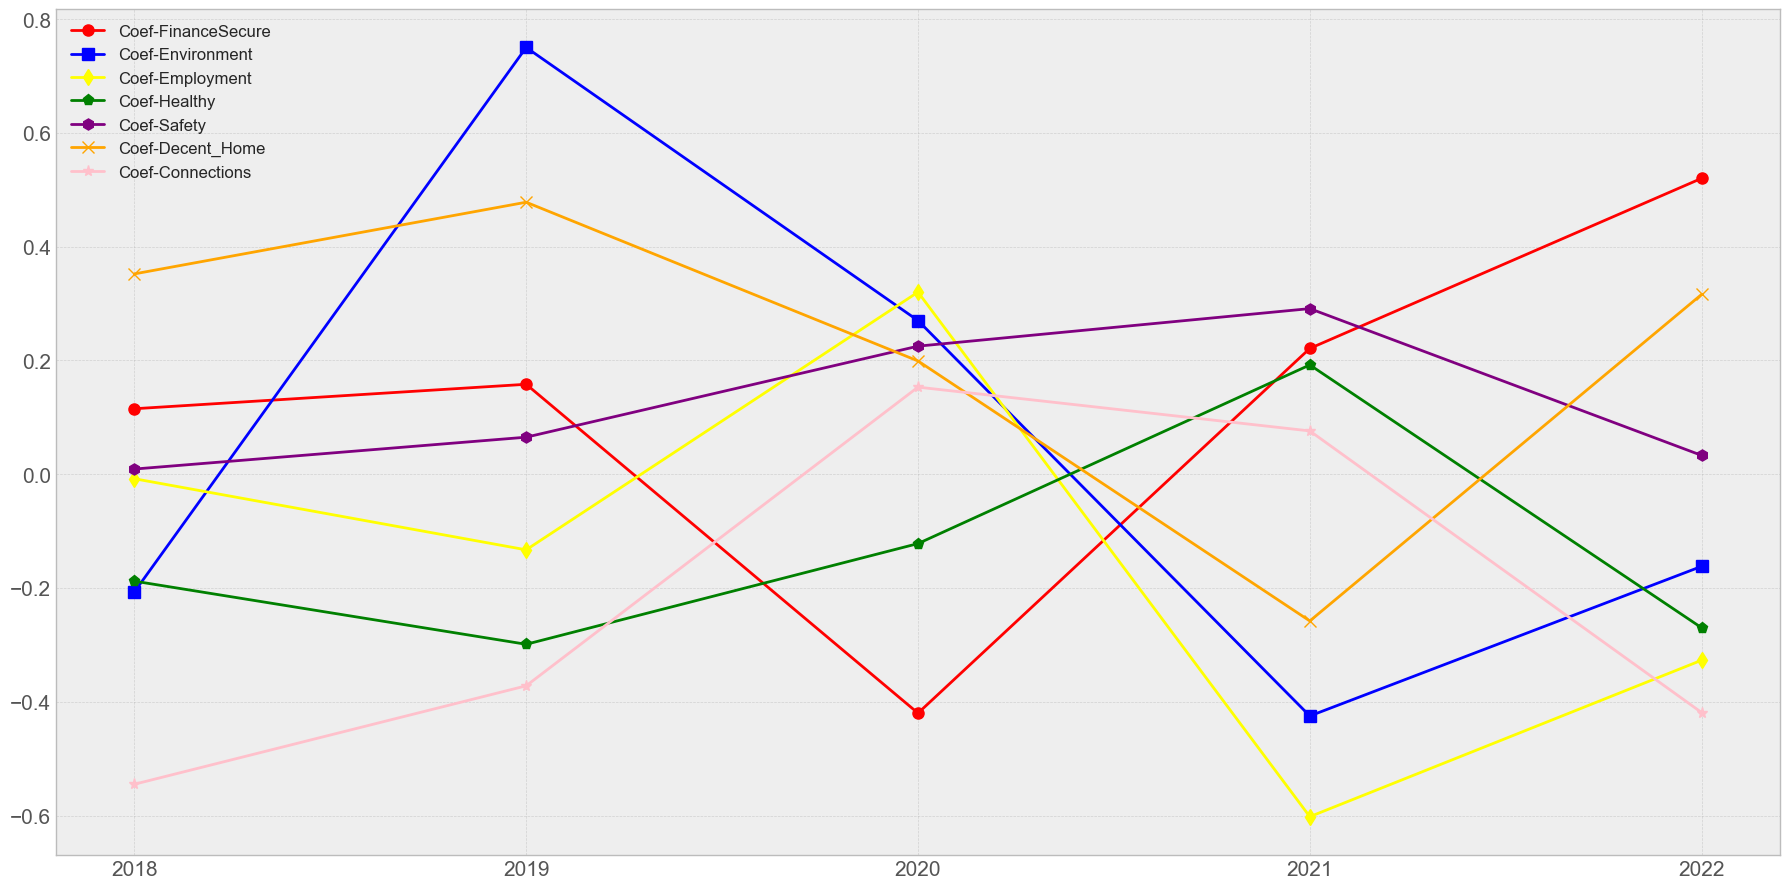 0.8
0.6
0.4
0.2
0.0
−0.2
−0.4
−0.6
Coef-FinanceSecure
Coef-Environment
Coef-Employment
Coef-Healthy
Coef-Safety
Coef-Decent_Home
Coef-Connections
2018 2019 2020 2021 2022